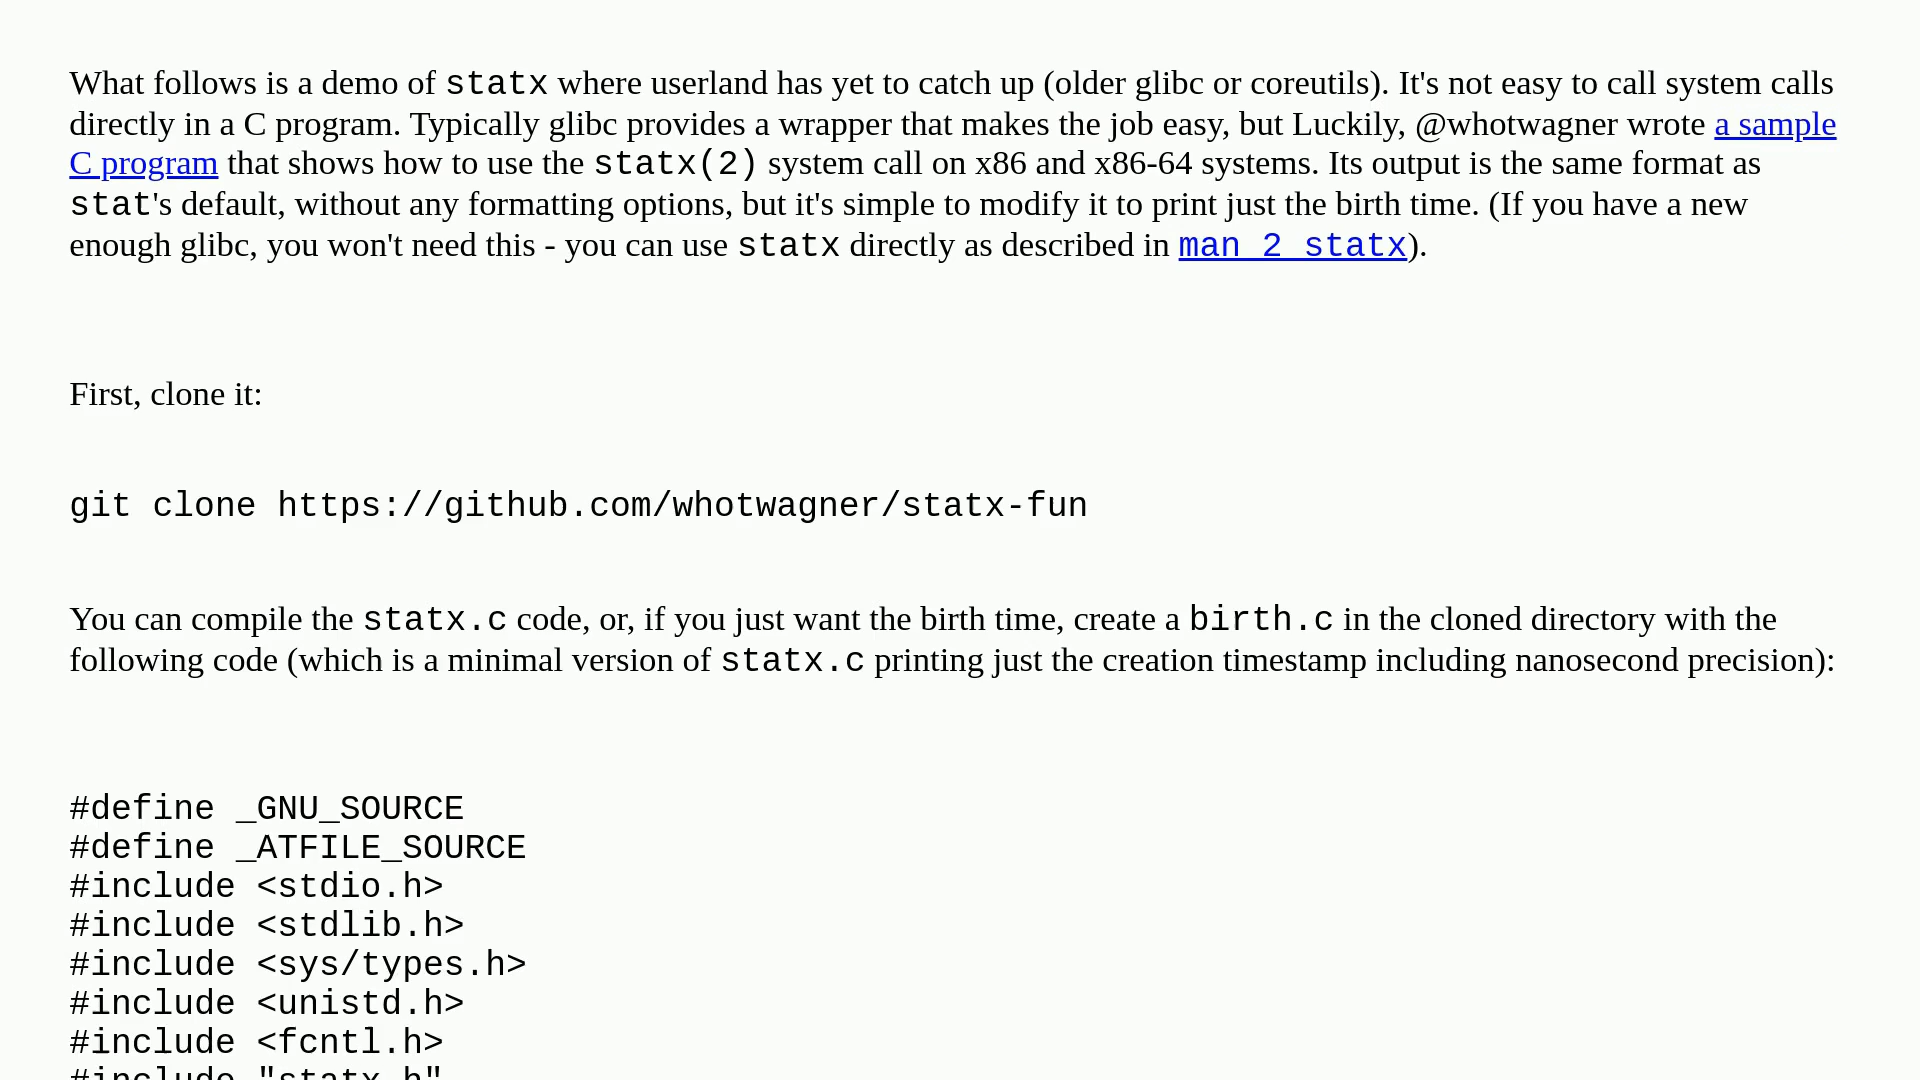 What follows is a demo of statx where userland has yet to catch up (older glibc or coreutils). It's not easy to call system calls
directly in a C program. Typically glibc provides a wrapper that makes the job easy, but Luckily, @whotwagner wrote a sample
C program that shows how to use the statx(2) system call on x86 and x86-64 systems. Its output is the same format as
stat's default, without any formatting options, but it's simple to modify it to print just the birth time. (If you have a new
enough glibc, you won't need this - you can use statx directly as described in man 2 statx).
First, clone it:
git clone https://github.com/whotwagner/statx-fun
You can compile the statx.c code, or, if you just want the birth time, create a birth.c in the cloned directory with the
following code (which is a minimal version of statx.c printing just the creation timestamp including nanosecond precision):
#define _GNU_SOURCE
#define _ATFILE_SOURCE
#include <stdio.h>
#include <stdlib.h>
#include <sys/types.h>
#include <unistd.h>
#include <fcntl.h>
#include "statx.h"